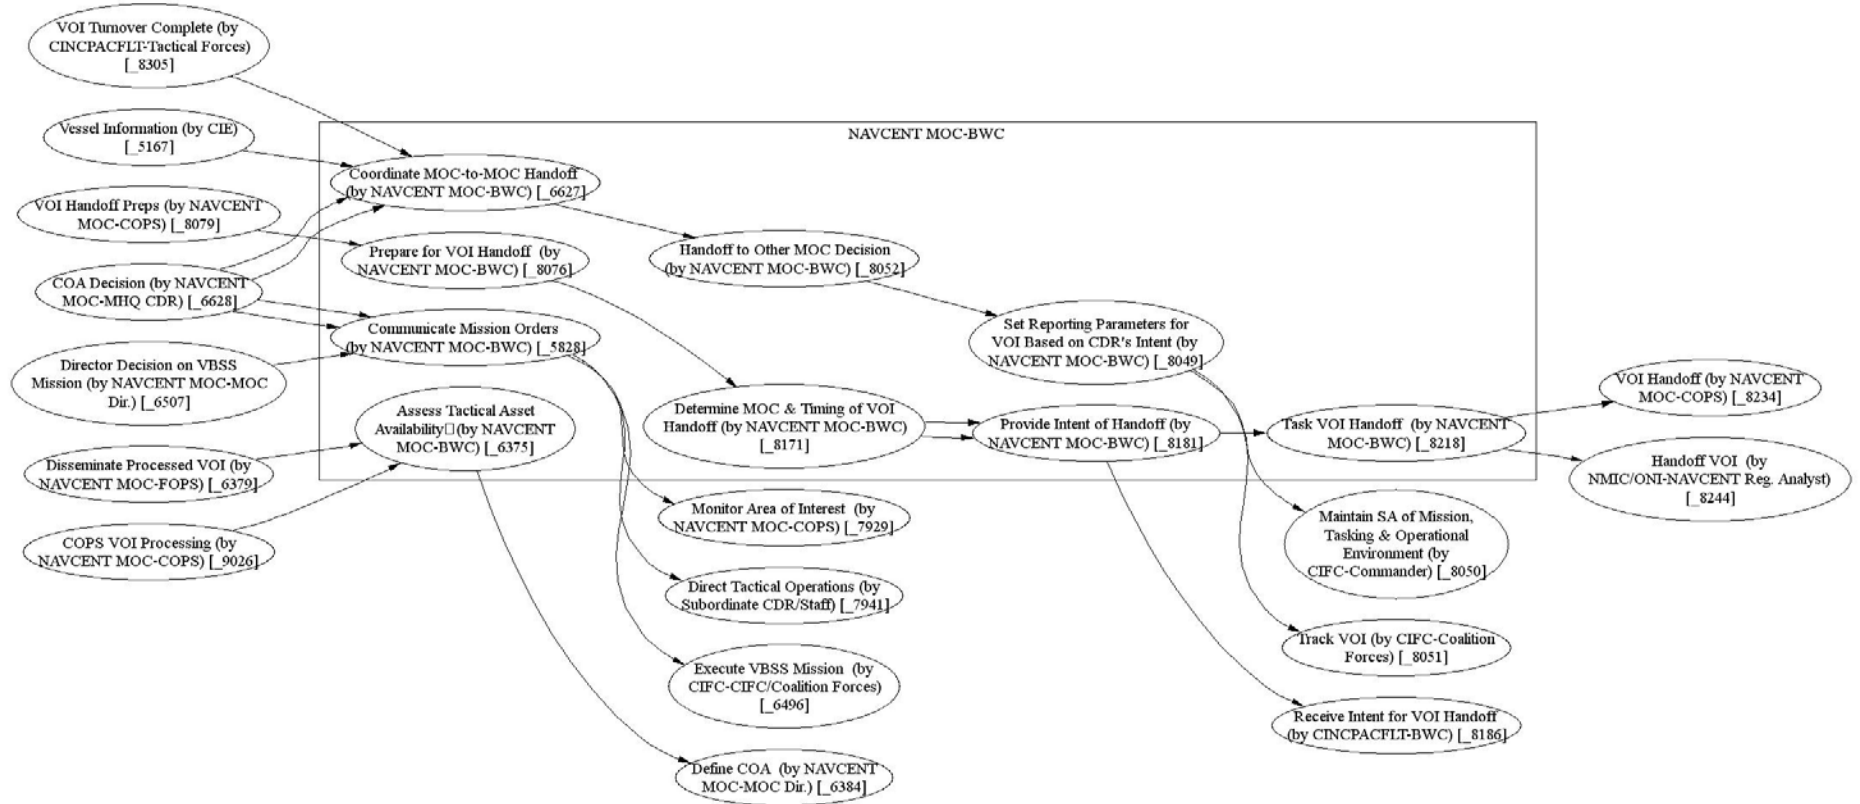 VOI Turnover Complete (by
CINCPACFLT-Tactical Forces)
[_8305]
Vessel Information (by CIE)
[_5167]
VOI Handoff Preps (by NAVCENT
MOC-COPS) [_8079]
COA Decision (by NAVCENT
MOC-MHQ CDR) [_6628]
Director Decision on VBSS
Mission (by NAVCENT MOC-MOC
Dir.) [_6507]
Disseminate Processed VOI (by
NAVCENT MOC-FOPS) [_6379]
COPS VOI Processing (by
NAVCENT MOC-COPS) [_9026]
NAVCENT MOC-BWC
Coordinate MOC-to-MOC Handoff
(by NAVCENT MOC-BWC) [_6627]
Prepare for VOI Handoff (by
NAVCENT MOC-BWC) [_8076]
Communicate Mission Orders
(by NAVCENT MOC-BWC) [_5828]
Assess Tactical Asset
Availability□ (by NAVCENT
MOC-BWC) [_6375]
Handoff to Other MOC Decision
(by NAVCENT MOC-BWC) [_8052]
Determine MOC & Timing of VOI
Handoff (by NAVCENT MOC-BWC)
[_8171]
Monitor Area of Interest (by
NAVCENT MOC-COPS) [_7929]
Direct Tactical Operations (by
Subordinate CDR/Staff) [_7941]
Execute VBSS Mission (by
CIFC-CIFC/Coalition Forces)
[_6496]
Define COA (by NAVCENT
MOC-MOC Dir.) [_6384]
Set Reporting Parameters for
VOI Based on CDR's Intent (by
NAVCENT MOC-BWC) [_8049]
Provide Intent of Handoff (by
NAVCENT MOC-BWC) [_8181]
Task VOI Handoff (by NAVCENT
MOC-BWC) [_8218]
Maintain SA of Mission,
Tasking & Operational
Environment (by
CIFC-Commander) [_8050]
Track VOI (by CIFC-Coalition
Forces) [_8051]
Receive Intent for VOI Handoff
(by CINCPACFLT-BWC) [_8186]
VOI Handoff (by NAVCENT
MOC-COPS) [_8234]
Handoff VOI (by
NMIC/ONI-NAVCENT Reg. Analyst)
[_8244]